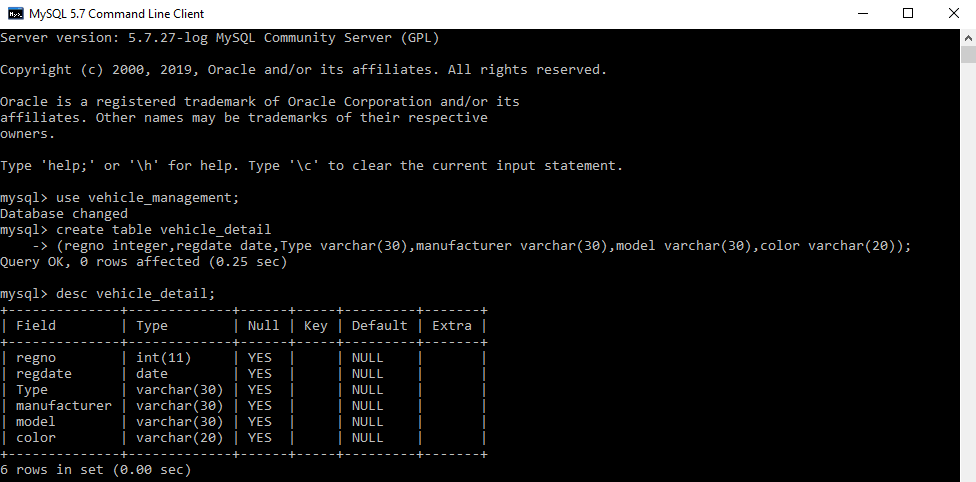 MySQL 5.7 Command Line Client
Server version: 5.7.27-log MySQL Community Server (GPL)
Copyright (c) 2000, 2019, Oracle and/or its affiliates. All rights reserved.
Oracle is a registered trademark of Oracle Corporation and/or its
affiliates. Other names may be trademarks of their respective
owners.
Type 'help;' or '\h' for help. Type '\c' to clear the current input statement.
mysql> use vehicle_management;
Database changed
mysql> create table vehicle_detail
    -> (regno integer,regdate date,Type varchar(30),manufacturer varchar(30),model varchar(30),color varchar(20));
Query OK, 0 rows affected (0.25 sec)
mysql> desc vehicle_detail;
+--------------+-------------+------+-----+---------+-------+
| Field        | Type        | Null | Key | Default | Extra |
+--------------+-------------+------+-----+---------+-------+
| regno        | int(11)     | YES  |     | NULL    |       |
| regdate      | date        | YES  |     | NULL    |       |
| Type         | varchar(30) | YES  |     | NULL    |       |
| manufacturer | varchar(30) | YES  |     | NULL    |       |
| model        | varchar(30) | YES  |     | NULL    |       |
| color        | varchar(20) | YES  |     | NULL    |       |
+--------------+-------------+------+-----+---------+-------+
6 rows in set (0.00 sec)